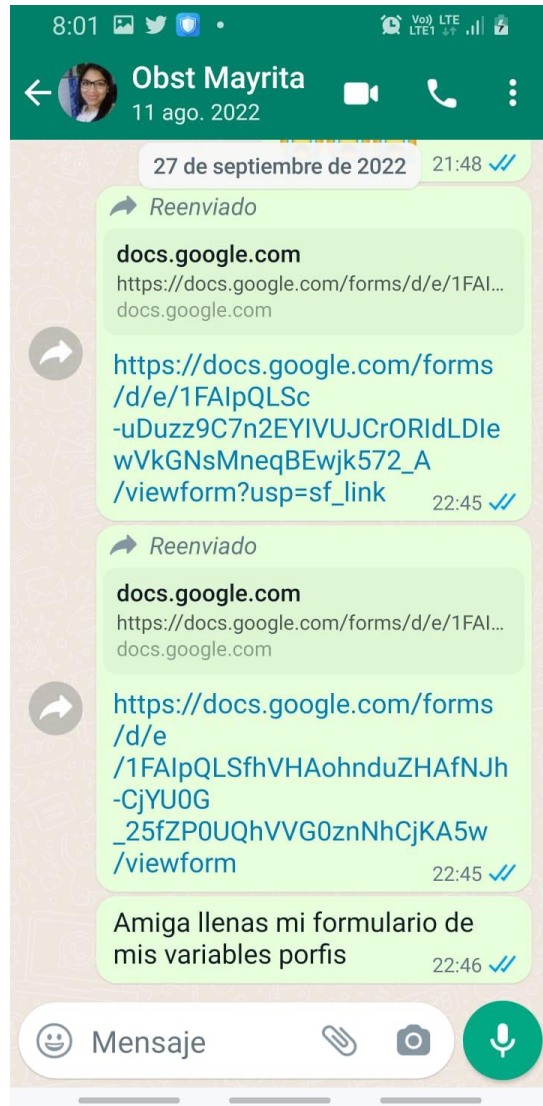 8:01
Vo)) LTE
LTE1
Obst Mayrita
11 ago. 2022
27 de septiembre de 2022
21:48
Reenviado
docs.google.com
https://docs.google.com/forms/d/e/1FAI...
docs.google.com
https://docs.google.com/forms
/d/e/1FAIpQLSc
-uDuzz9C7n2EYIVUJCrORIdLDIe
wVkGNsMneqBEwjk572_A
/viewform?usp=sf_link
22:45
Reenviado
docs.google.com
https://docs.google.com/forms/d/e/1FAI...
docs.google.com
https://docs.google.com/forms
/d/e
/1FAIpQLSfhVHAohnduZHAfNJh
-CjYU0G
_25fZP0UQhVVG0znNhCjKA5w
/viewform
22:45
Amiga llenas mi formulario de
mis variables porfis
22:46
Mensaje